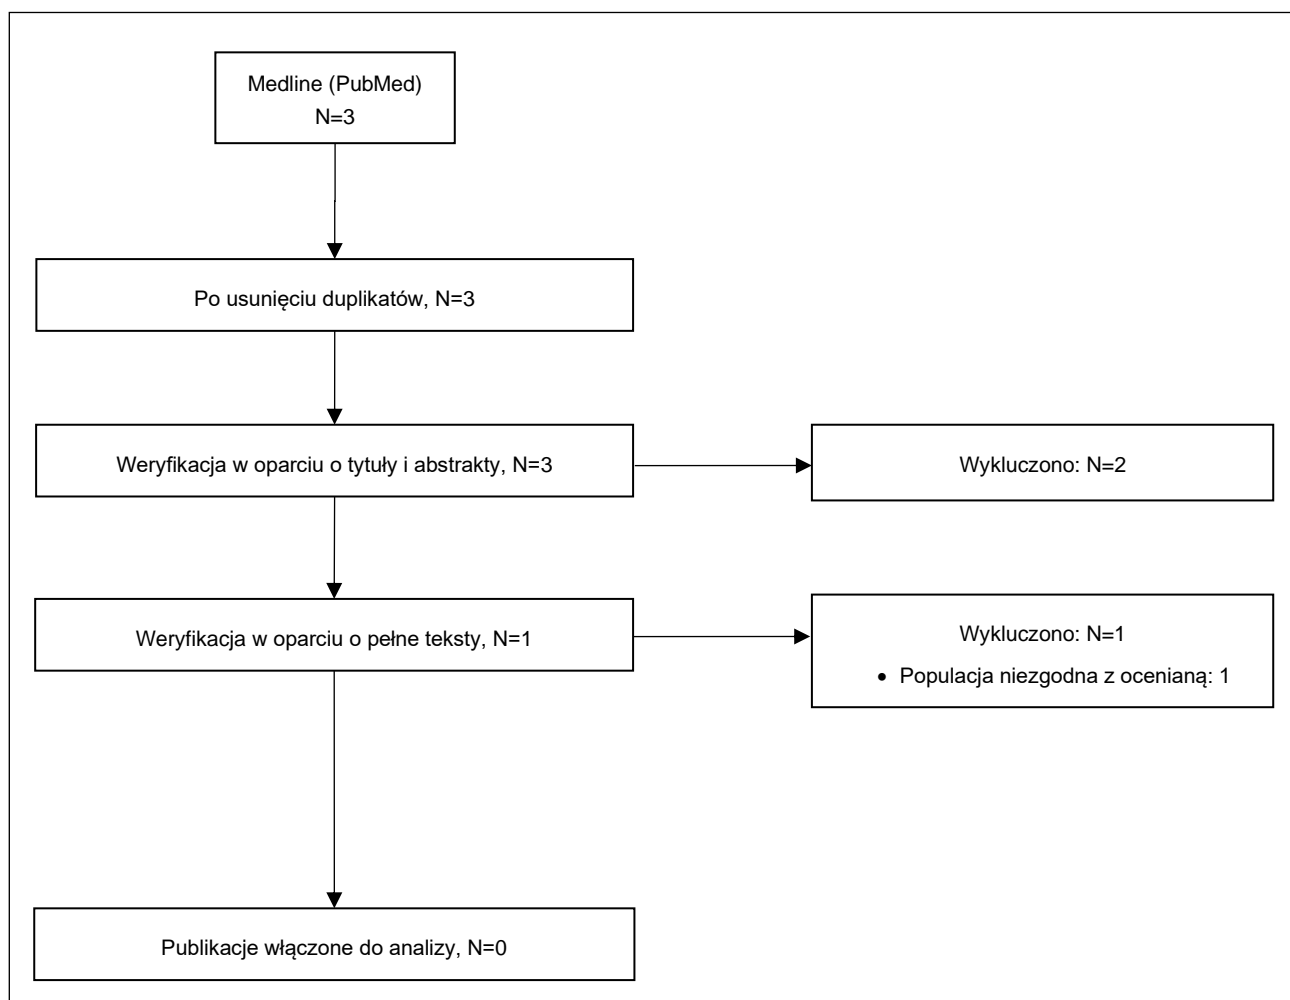 Medline (PubMed)
N=3
Po usunięciu duplikatów, N=3
Weryfikacja w oparciu o tytuły i abstrakty, N=3
Wykluczono: N=2
Weryfikacja w oparciu o pełne teksty, N=1
Wykluczono: N=1
• Populacja niezgodna z ocenianą: 1
Publikacje włączone do analizy, N=0